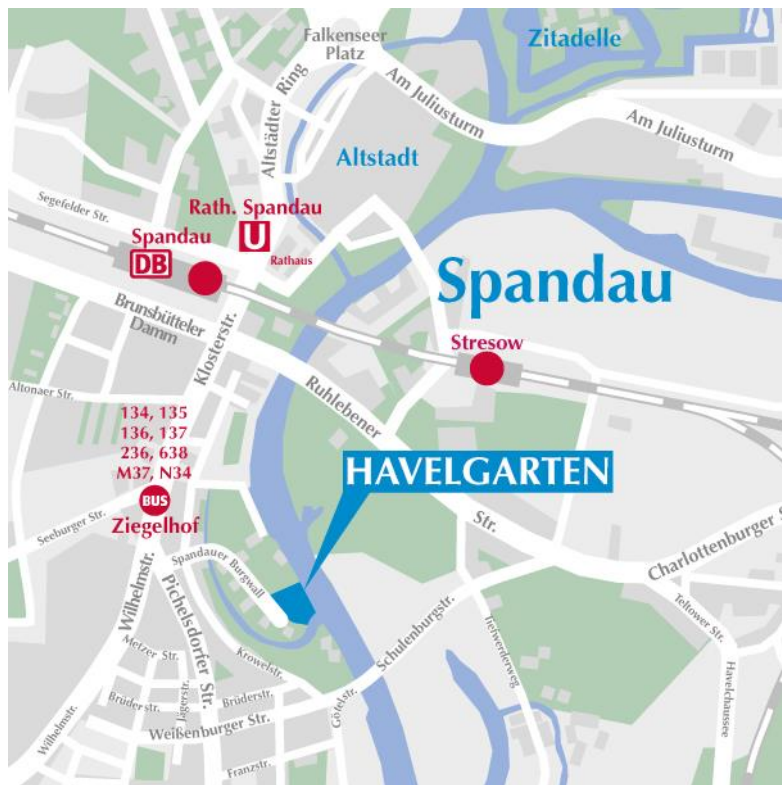 Falkenseer
Platz
Zitadelle
Altstädter Ring
Am Juliusturm
Am Juliusturm
Altstadt
Segefelder Str.
Rath. Spandau
U
Rathaus
Spandau
DB
Spandau
Brunsbütteler
Damm
Klosterstr.
Stresow
Altonaer Str.
Ruhlebener
Str.
134, 135
136, 137
236, 638
M37, N34
BUS
Ziegelhof
HAVELGARTEN
Seeburger Str.
Charlottenburger S
Spandauer Burgwall
Wilhelmstr.
Pichelsdorfer Str.
Teltower Str.
Schulenburgstr.
Tiefwerderweg
Metzer Str.
Krowelstr.
Havelchaussee
Jägerstr.
Brüder str.
Brüderstr.
Götelstr.
Weißenburger Str.
Wilhelmstr.
Franzstr.